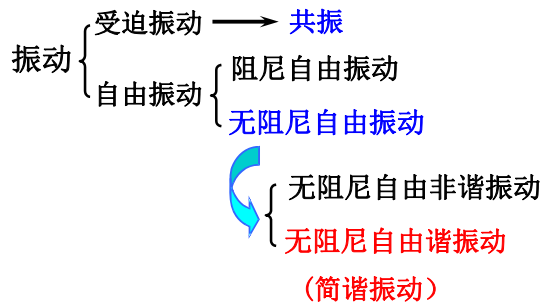 受迫振动
共振
振动
自由振动
阻尼自由振动
无阻尼自由振动
无阻尼自由非谐振动
无阻尼自由谐振动
(简谐振动）